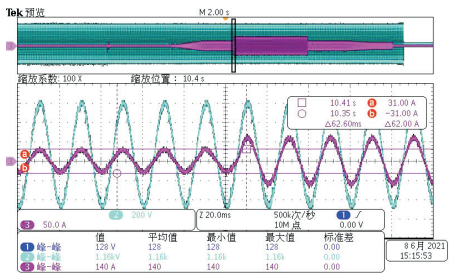 Tek 预览 M 2.00 s
3
缩放系数: 100 X 缩放位置： 10.4 s
10.41 s a 31.00 A
10.35 s b −31.00 A
△62.60ms △62.00 A
a
3
b
2 200 V Z 20.0ms 500k次/秒 1 0.00 V
3 50.0 A 10M 点
值 平均值 最小值 最大值 标准差
1 峰−峰 128 V 128 128 128 0.00
2 峰−峰 1.16kV 1.16k 1.16k 1.16k 0.00
3 峰−峰 140 A 140 140 140 0.00
8 6月 2021
15:15:53